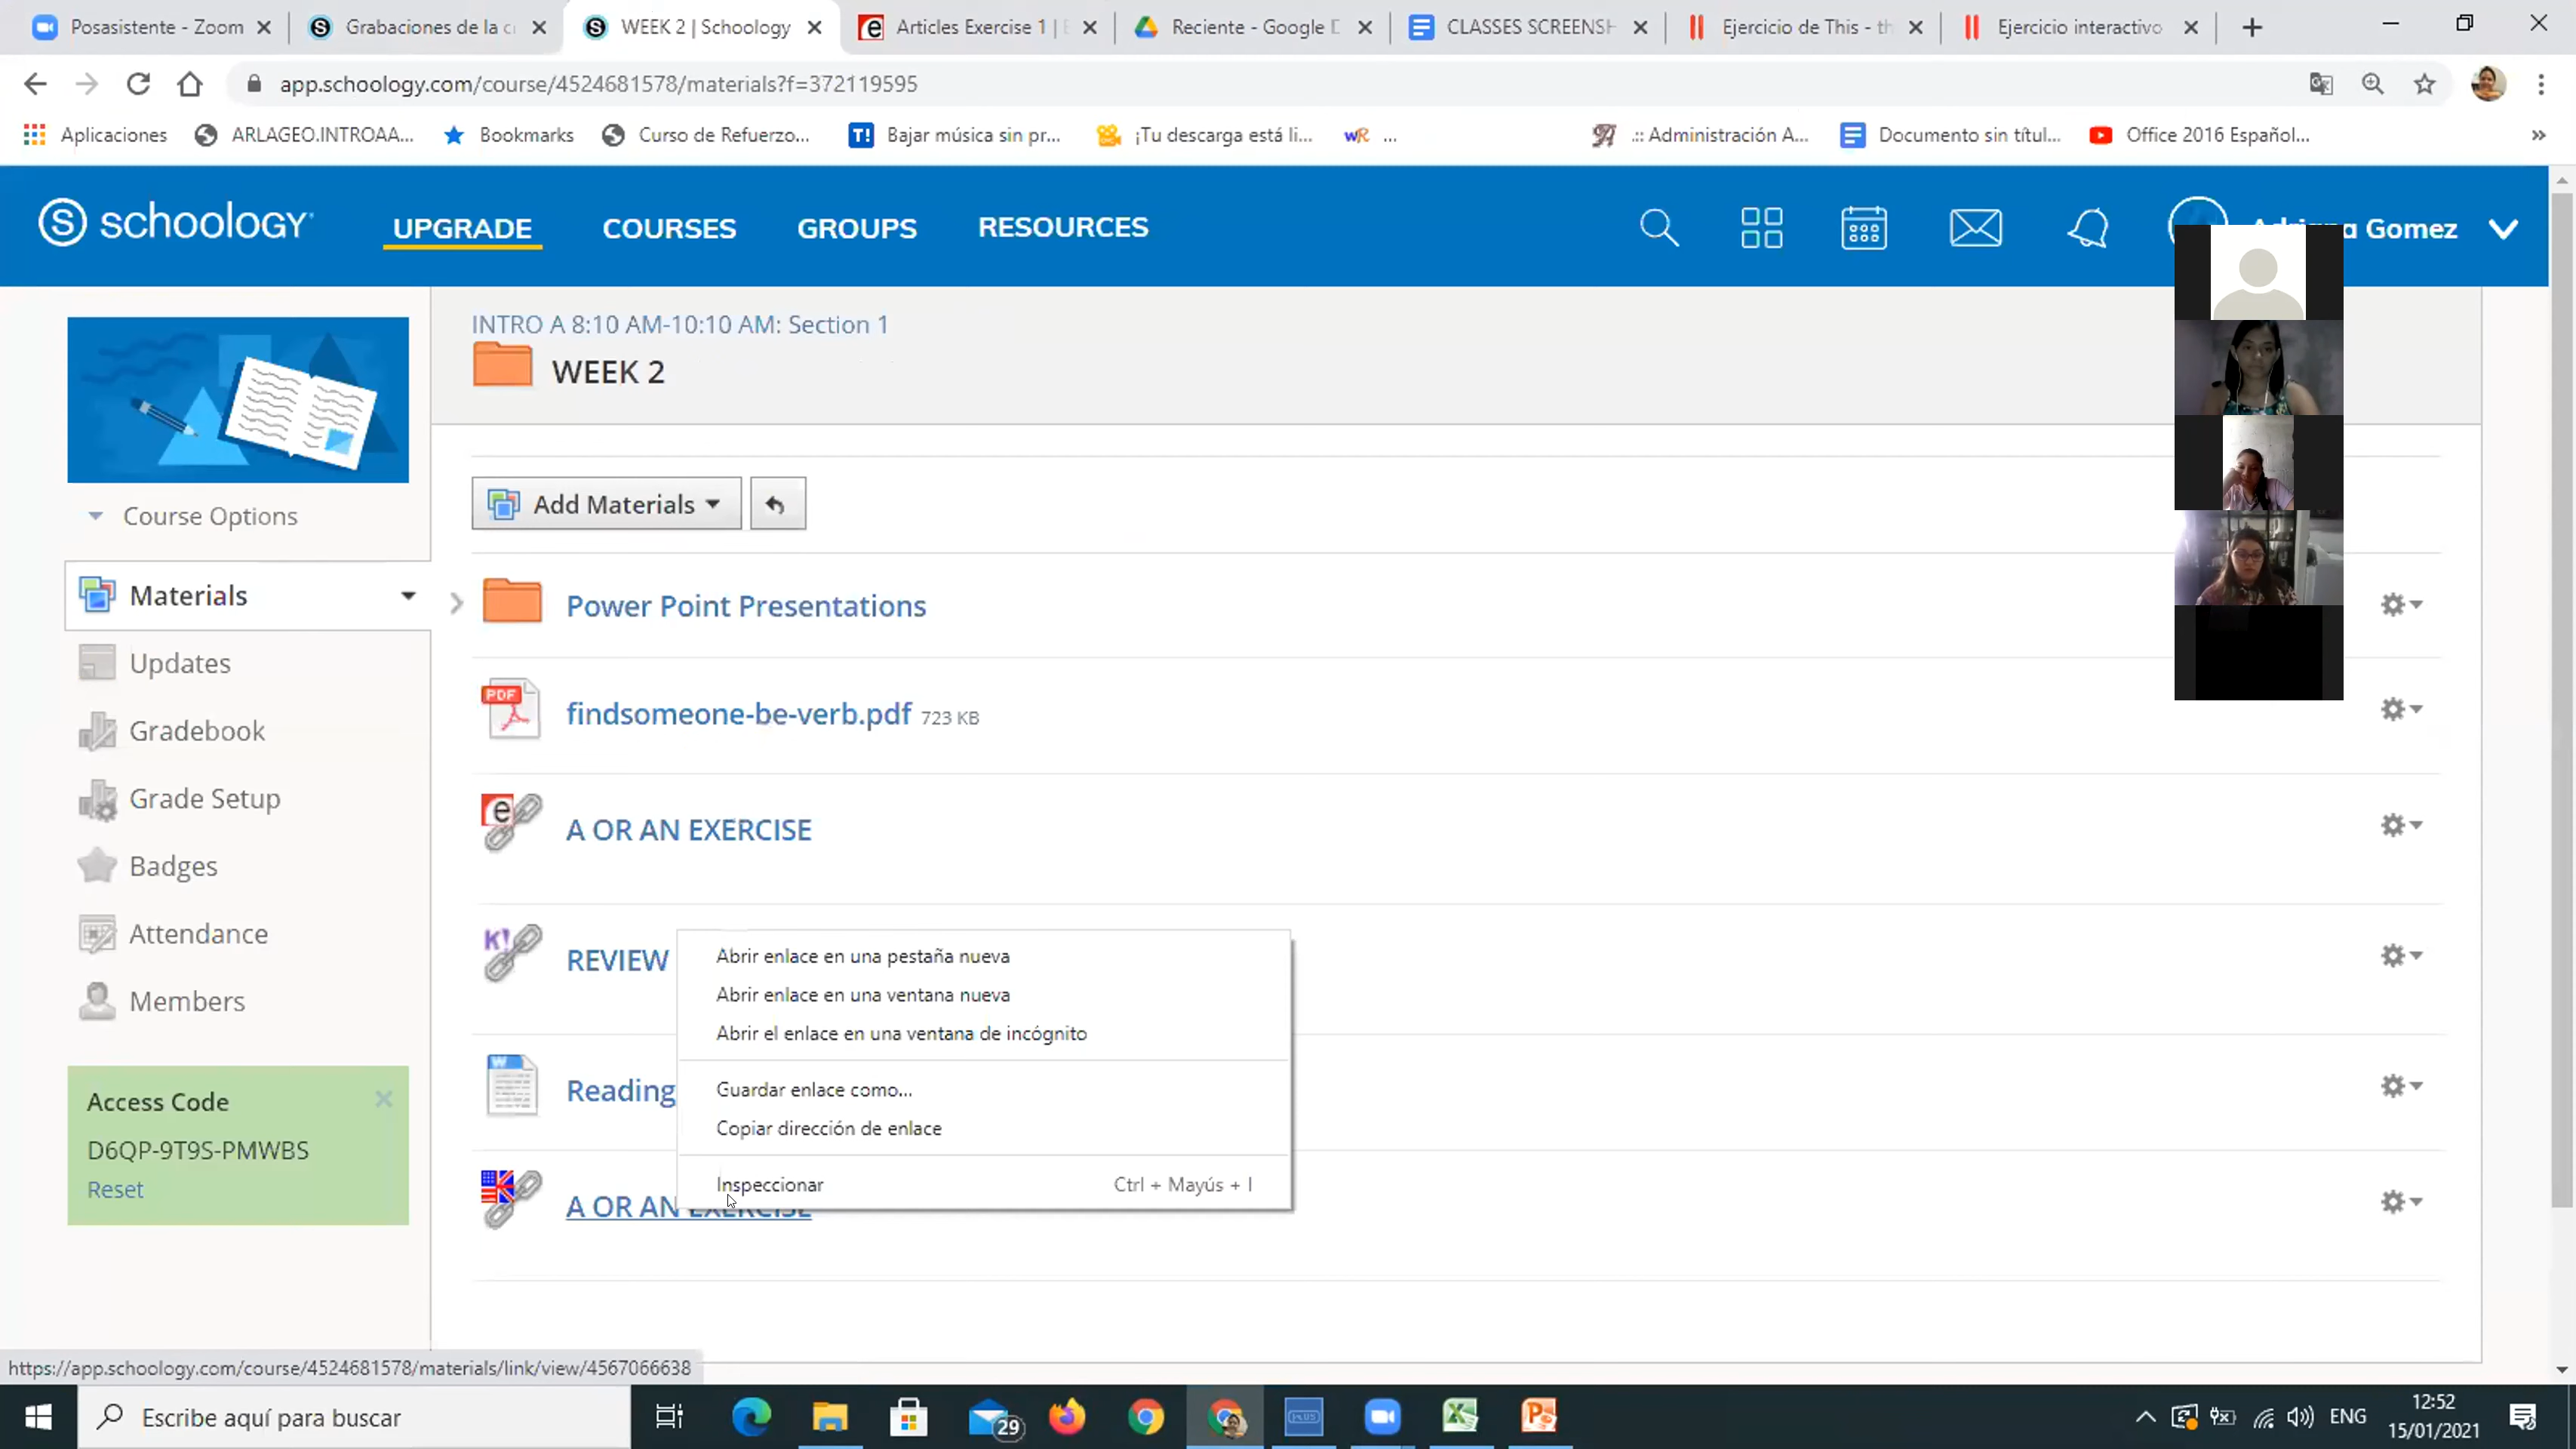 Posasistente - Zoom
Grabaciones de la c
WEEK 2 | Schoology
Articles Exercise 1 | E
Reciente - Google D
CLASSES SCREENSH
Ejercicio de This - th
Ejercicio interactivo
app.schoology.com/course/4524681578/materials?f=372119595
Aplicaciones
ARLAGEO.INTROAA...
Bookmarks
Curso de Refuerzo...
T!
Bajar música sin pr...
¡Tu descarga está li...
wR
...
.:: Administración A...
Documento sin títul...
Office 2016 Español...
»
S schoology
UPGRADE
COURSES
GROUPS
RESOURCES
Gomez
INTRO A 8:10 AM-10:10 AM: Section 1
WEEK 2
Add Materials
Course Options
Materials
Updates
Gradebook
Grade Setup
Badges
Attendance
Members
Access Code
D6QP-9T9S-PMWBS
Reset
Power Point Presentations
PDF
findsomeone-be-verb.pdf 723 KB
e
A OR AN EXERCISE
K!
REVIEW
W
Reading
A OR AN EXERCISE
Abrir enlace en una pestaña nueva
Abrir enlace en una ventana nueva
Abrir el enlace en una ventana de incógnito
Guardar enlace como...
Copiar dirección de enlace
Inspeccionar Ctrl + Mayús + I
https://app.schoology.com/course/4524681578/materials/link/view/4567066638
Escribe aquí para buscar
29
ENG
12:52
15/01/2021